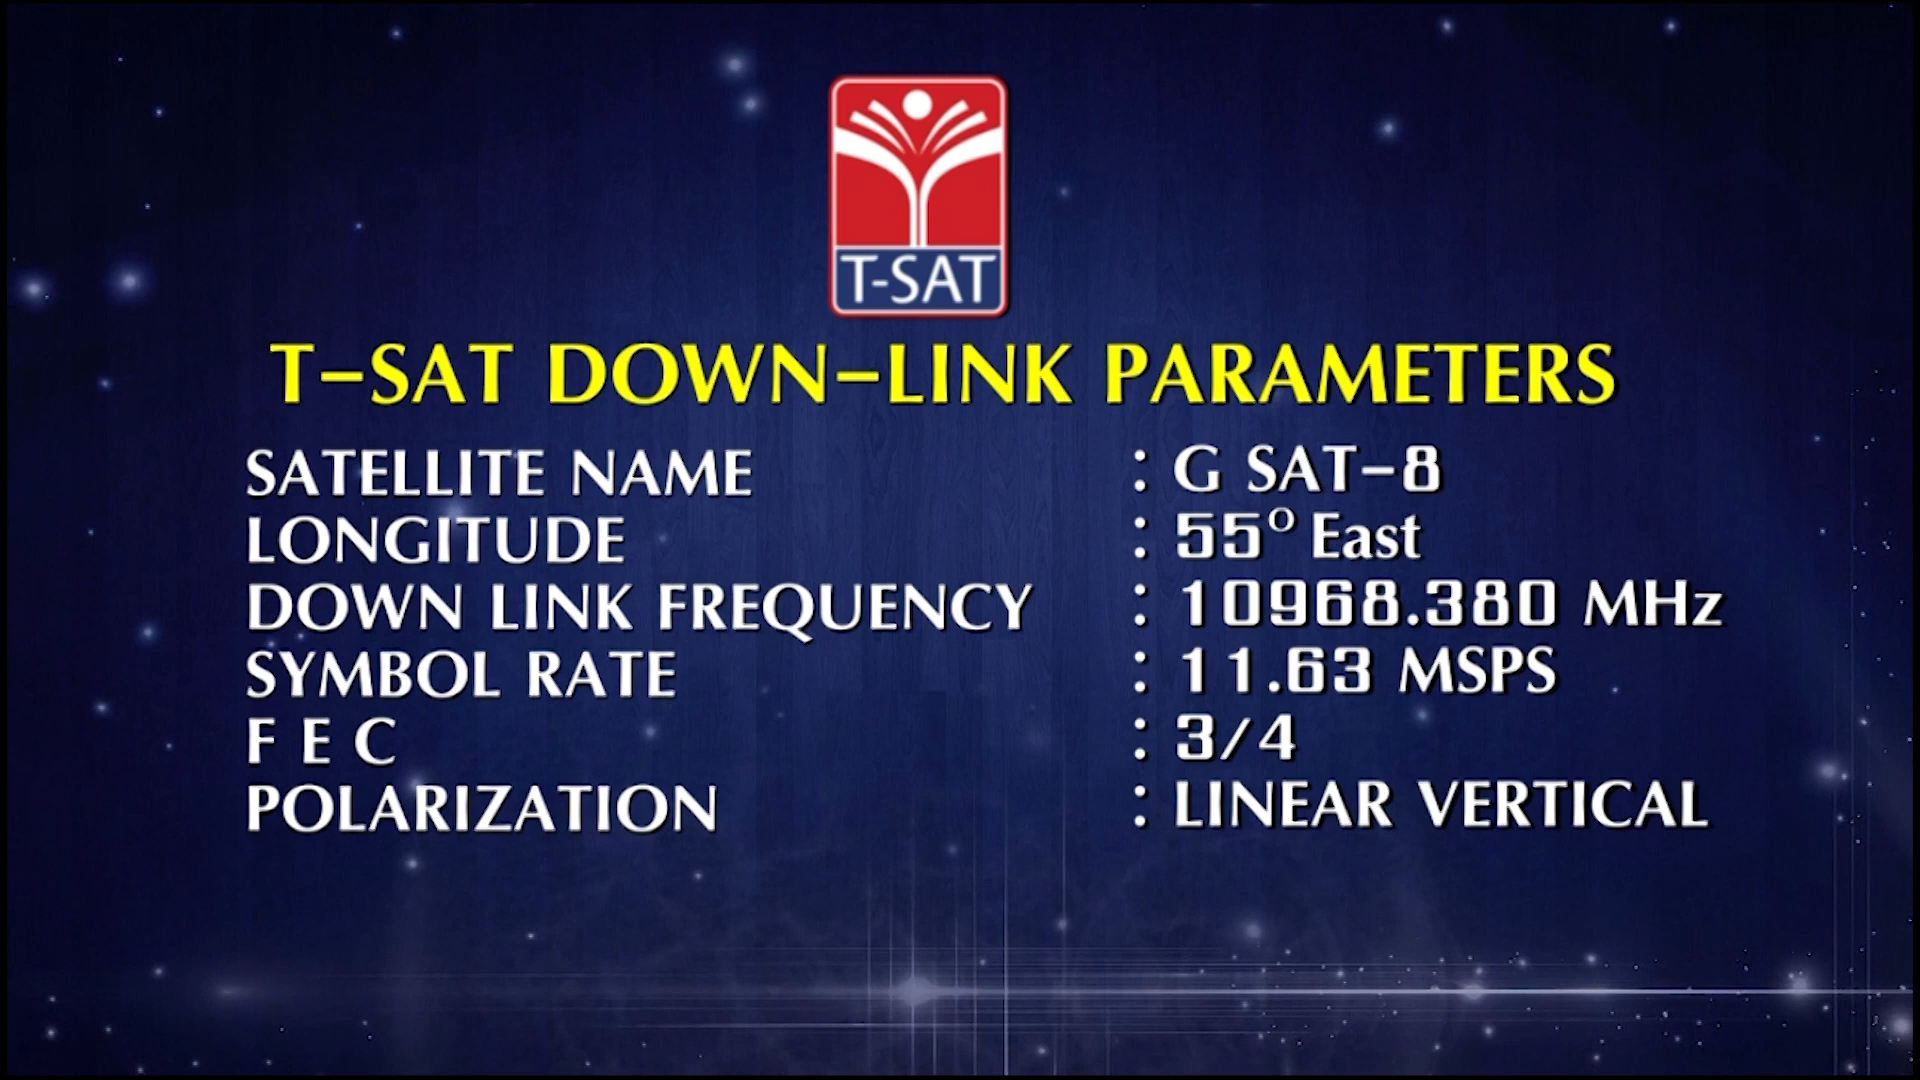 T-SAT
T-SAT DOWN-LINK PARAMETERS
SATELLITE NAME : G SAT-8
LONGITUDE : 55° East
DOWN LINK FREQUENCY : 10968.380 MHz
SYMBOL RATE : 11.63 MSPS
F E C : 3/4
POLARIZATION : LINEAR VERTICAL